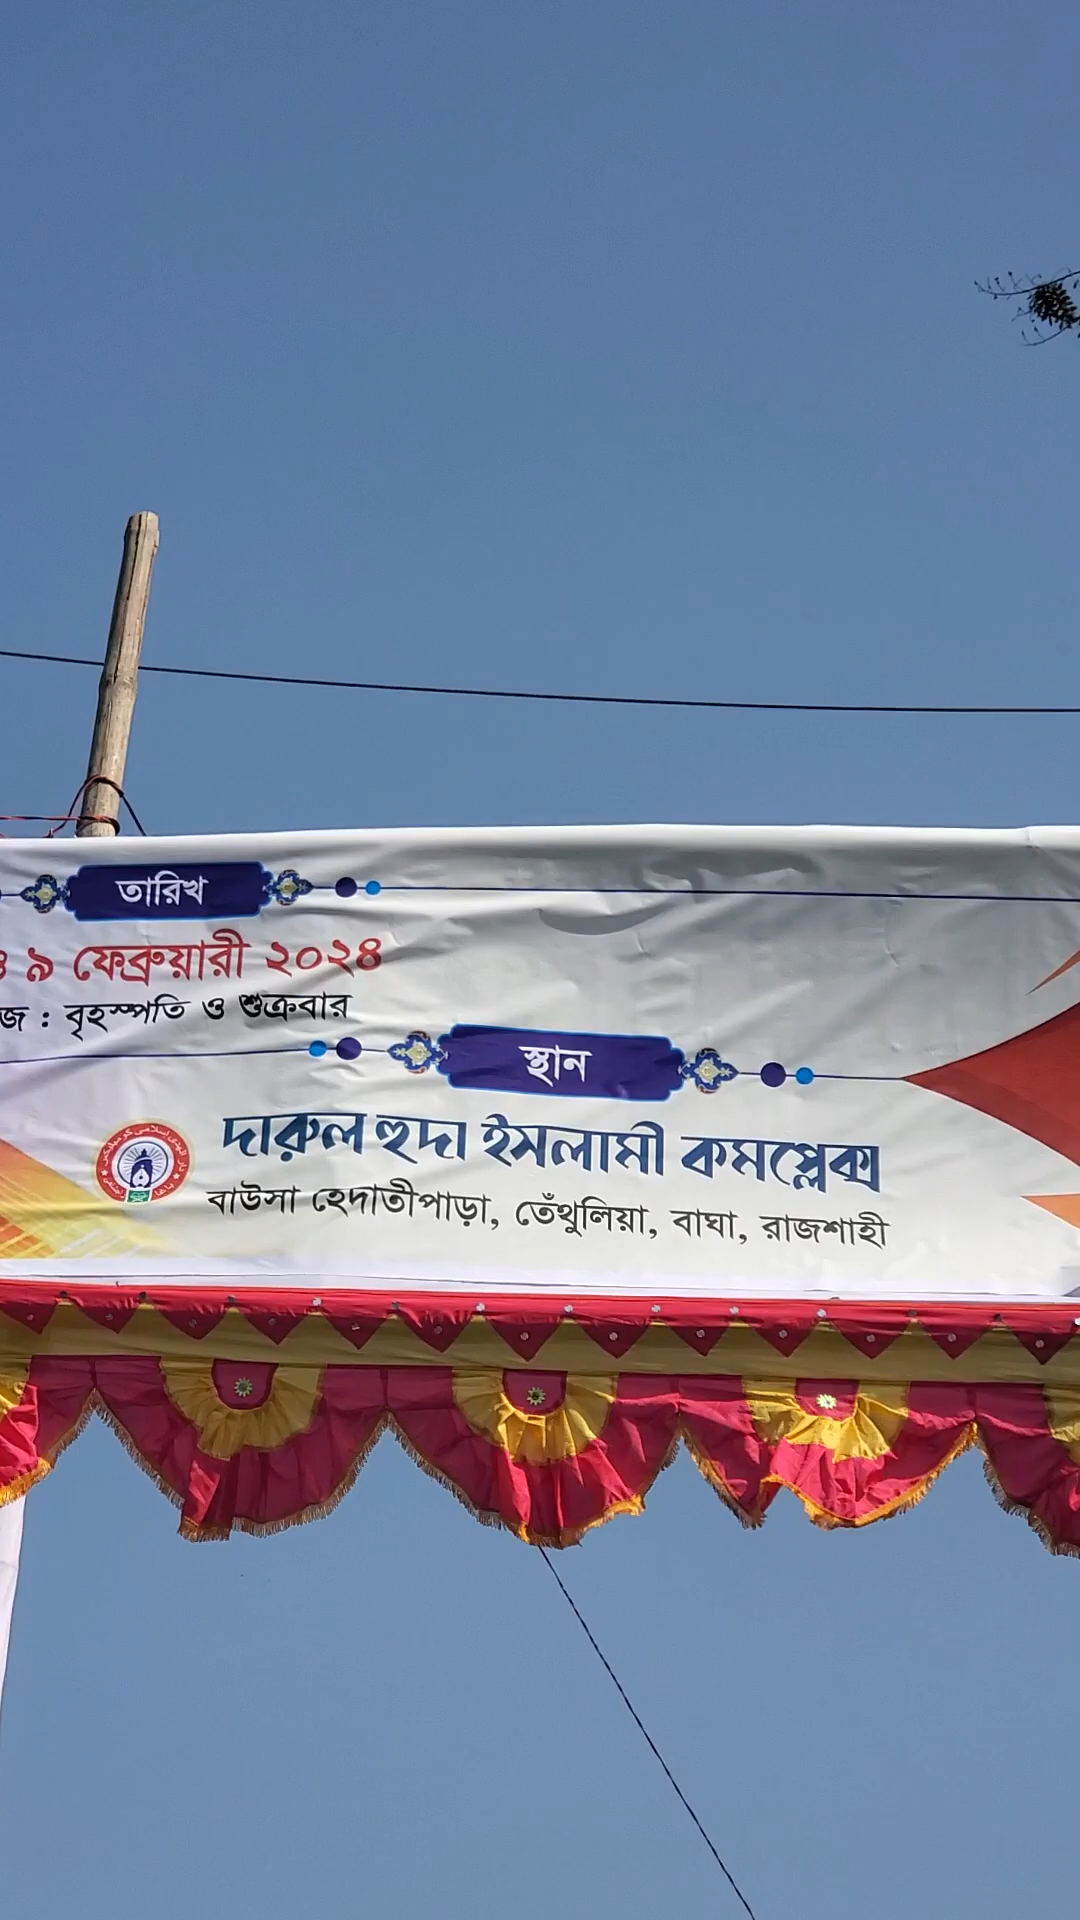 তারিখ
৯ ফেব্রুয়ারী ২০২৪
: বৃহস্পতি ও শুক্রবার
স্থান
দারুল হুদা ইসলামী কমপ্লেক্স
বাউসা হেদাতীপাড়া, তেঁথুলিয়া, বাঘা, রাজশাহী